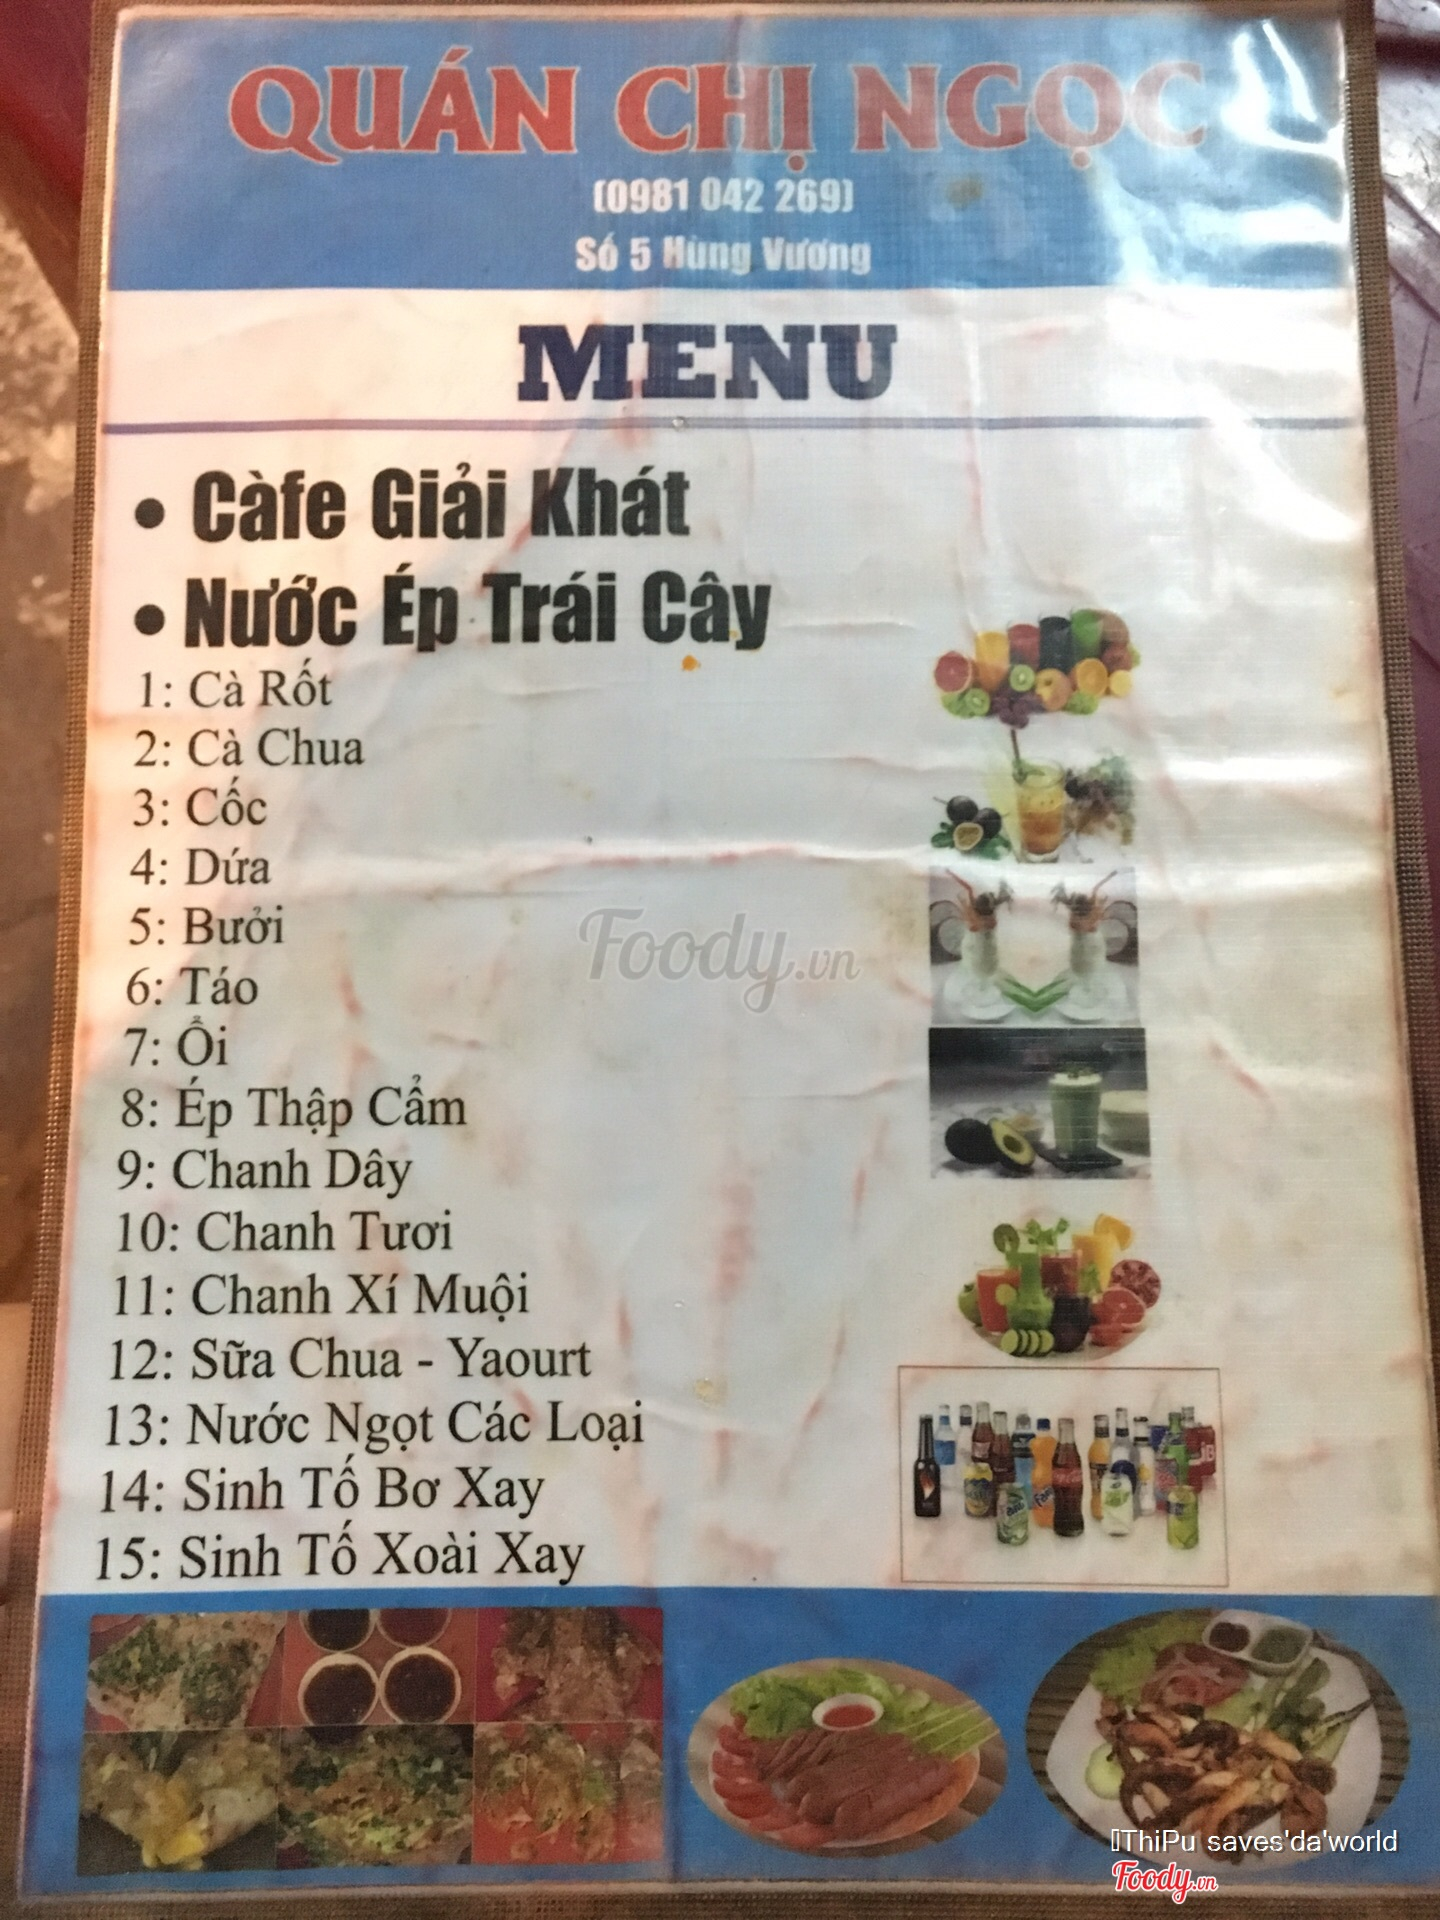 QUÁN CHỊ NGỌC
(0981 042 269)
Số 5 Hùng Vương
MENU
• Càfe Giải Khát
• Nước Ép Trái Cây
1: Cà Rốt
2: Cà Chua
3: Cốc
4: Dứa
5: Bưởi
6: Táo
7: Ổi
8: Ép Thập Cẩm
9: Chanh Dây
10: Chanh Tươi
11: Chanh Xí Muội
12: Sữa Chua - Yaourt
13: Nước Ngọt Các Loại
14: Sinh Tố Bơ Xay
15: Sinh Tố Xoài Xay
Foody.vn
ThiPu saves'da'world
Foody.vn